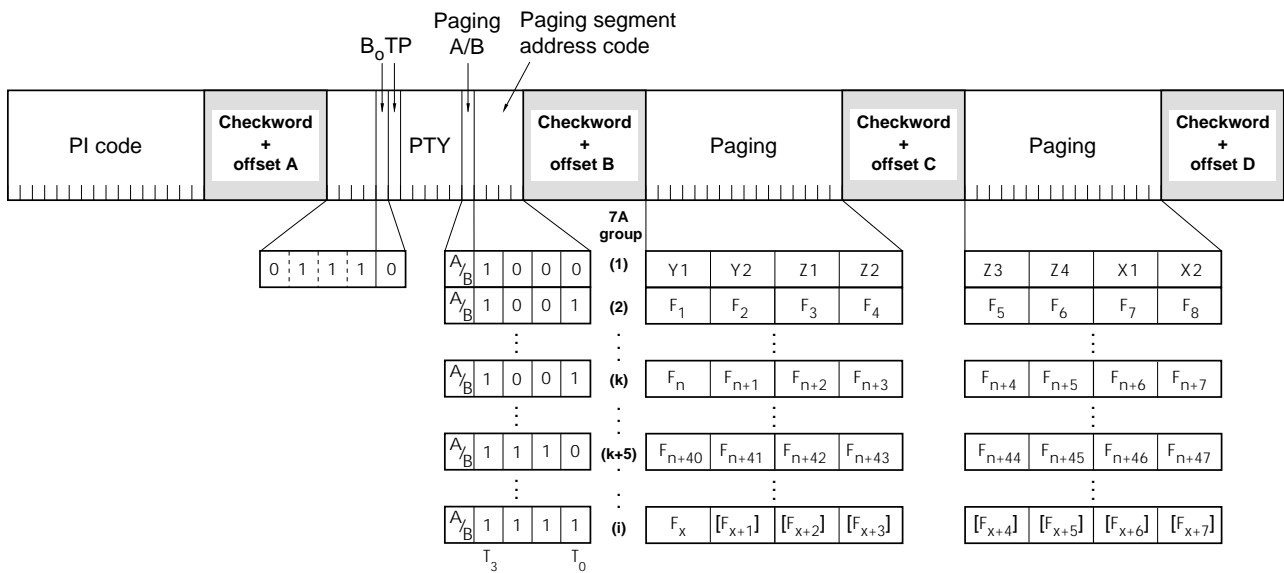 Paging Paging segment
B₀TP A/B address code
PI code Checkword + offset A PTY Checkword + offset B Paging Checkword + offset C Paging Checkword + offset D
7A group
0 1 1 1 0 A/B 1 0 0 0 (1) Y1 Y2 Z1 Z2 Z3 Z4 X1 X2
A/B 1 0 0 1 (2) F₁ F₂ F₃ F₄ F₅ F₆ F₇ F₈
A/B 1 0 0 1 (k) Fₙ Fₙ₊₁ Fₙ₊₂ Fₙ₊₃ Fₙ₊₄ Fₙ₊₅ Fₙ₊₆ Fₙ₊₇
A/B 1 1 1 0 (k+5) Fₙ₊₄₀ Fₙ₊₄₁ Fₙ₊₄₂ Fₙ₊₄₃ Fₙ₊₄₄ Fₙ₊₄₅ Fₙ₊₄₆ Fₙ₊₄₇
A/B 1 1 1 1 (i) Fₓ [Fₓ₊₁] [Fₓ₊₂] [Fₓ₊₃] [Fₓ₊₄] [Fₓ₊₅] [Fₓ₊₆] [Fₓ₊₇]
T₃ T₀